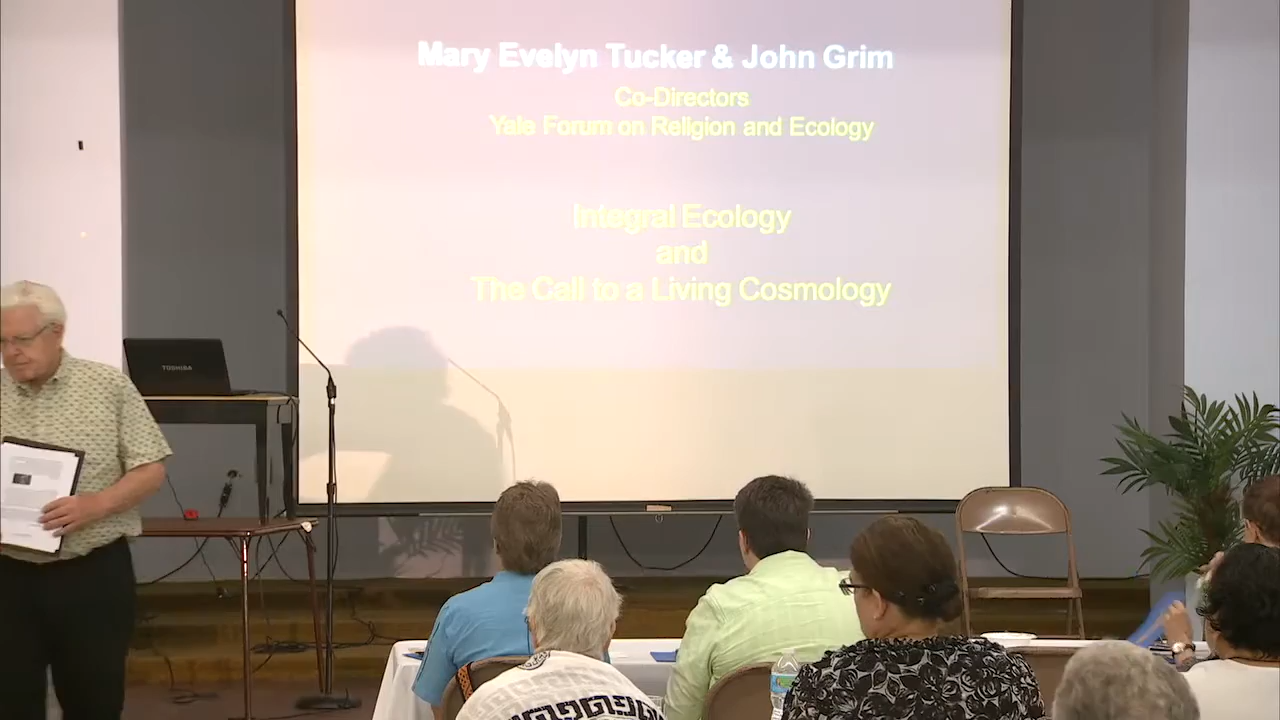 Mary Evelyn Tucker & John Grim
Co-Directors
Yale Forum on Religion and Ecology
Integral Ecology
and
The Call to a Living Cosmology
TOSHIBA